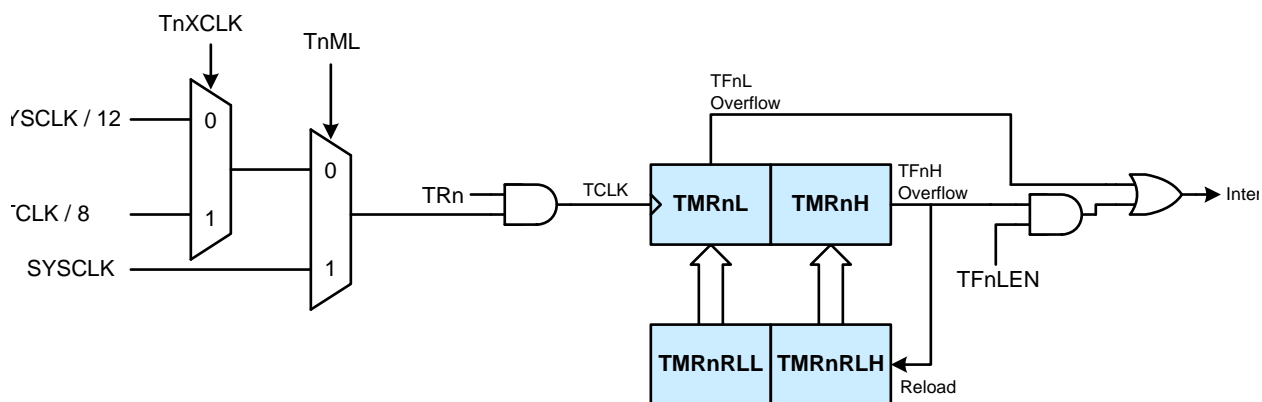 TnXCLK
TnML
TFnL
Overflow
YSCLK / 12
0
0
TFnH
Overflow
TCLK
TRn
TMRnL
TMRnH
Inter
TCLK / 8
1
SYSCLK
1
TFnLEN
TMRnRLL
TMRnRLH
Reload